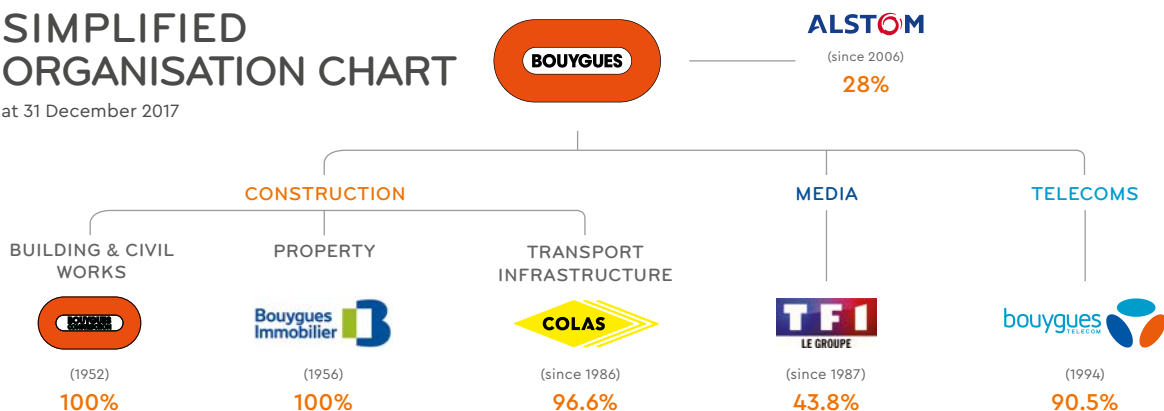 SIMPLIFIED
ORGANISATION CHART
at 31 December 2017
BOUYGUES
ALSTOM
(since 2006)
28%
CONSTRUCTION
MEDIA
TELECOMS
BUILDING & CIVIL
WORKS
PROPERTY
TRANSPORT
INFRASTRUCTURE
BOUYGUES
Bouygues
Immobilier
COLAS
TF1
LE GROUPE
bouygues
TELECOM
(1952)
(1956)
(since 1986)
(since 1987)
(1994)
100%
100%
96.6%
43.8%
90.5%